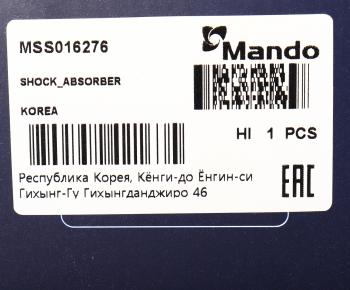 MSS016276
Mando
SHOCK_ABSORBER
KOREA
HI 1 PCS
Республика Корея, Кёнги-до Ёнгин-си
Гихынг-Гу Гихынгданджиро 46
EAC